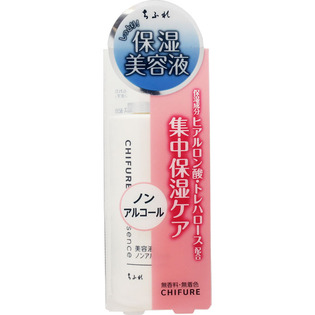 ちふれ
しっとり
保湿
美容液
保湿成分
ヒアルロン酸・トレハロース配合
集中保湿ケア
CHIFURE
ssence
ノン
アルコール
美容液
ノンアル
ちふれ
無香料・無着色
CHIFURE